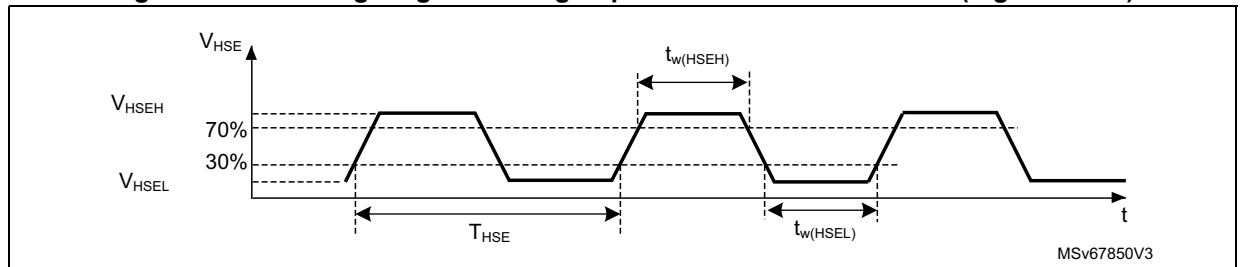 V_HSE
t_w(HSEH)
V_HSEH
70%
30%
V_HSEL
T_HSE
t_w(HSEL)
t
MSv67850V3